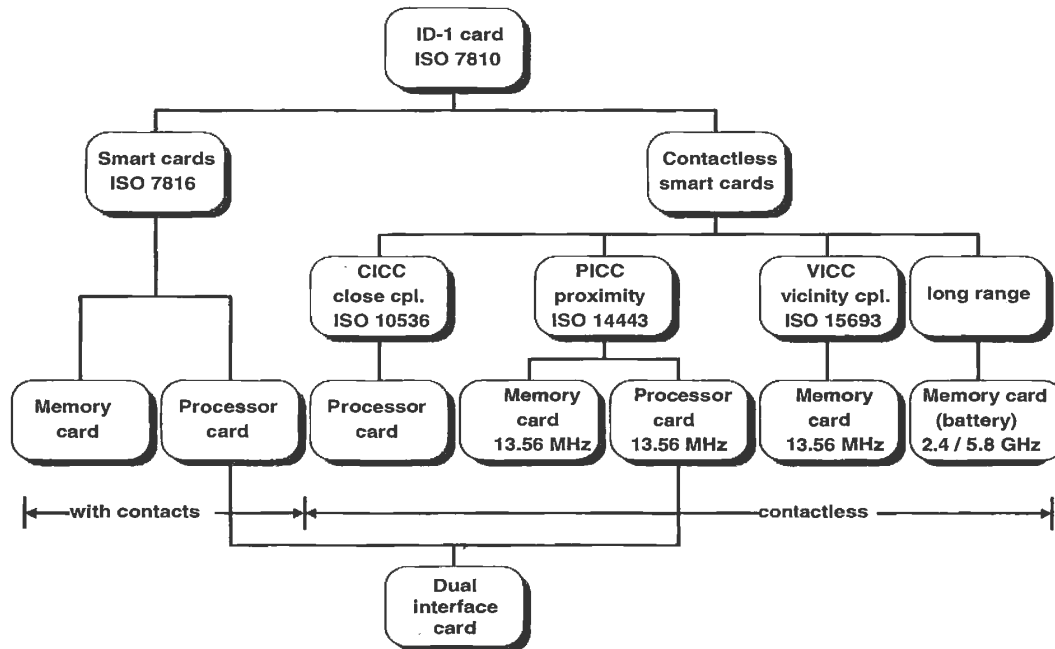 ID-1 card
ISO 7810
Smart cards
ISO 7816
Contactless
smart cards
CICC
close cpl.
ISO 10536
PICC
proximity
ISO 14443
VICC
vicinity cpl.
ISO 15693
long range
Memory
card
Processor
card
Processor
card
Memory
card
13.56 MHz
Processor
card
13.56 MHz
Memory
card
13.56 MHz
Memory card
(battery)
2.4 / 5.8 GHz
with contacts
contactless
Dual
interface
card